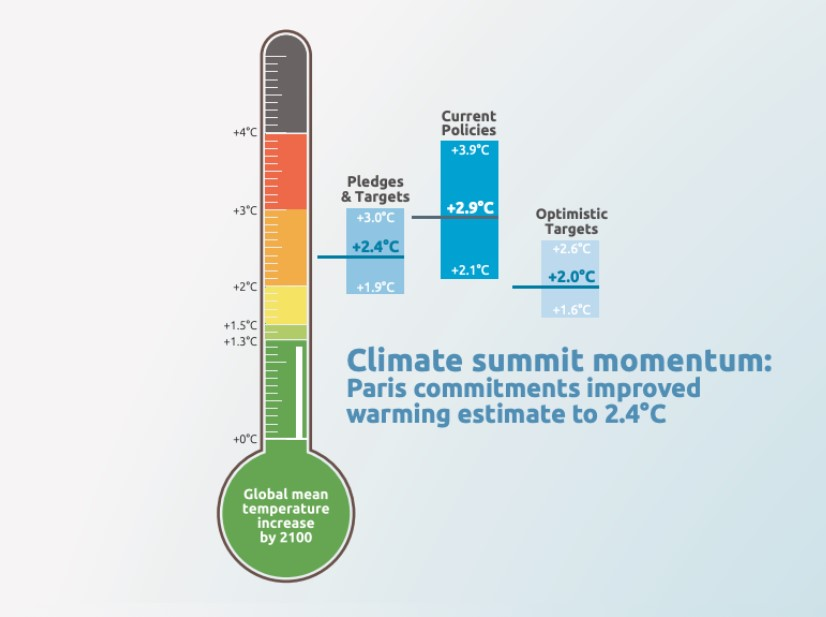 Current
Policies
+3.9°C
+2.9°C
+2.1°C
Pledges
& Targets
+3.0°C
+2.4°C
+1.9°C
Optimistic
Targets
+2.6°C
+2.0°C
+1.6°C
+4°C
+3°C
+2°C
+1.5°C
+1.3°C
+0°C
Climate summit momentum:
Paris commitments improved
warming estimate to 2.4°C
Global mean
temperature
increase
by 2100